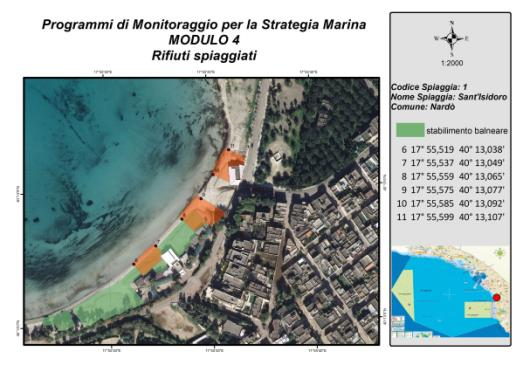 Programmi di Monitoraggio per la Strategia Marina
MODULO 4
Rifiuti spiaggiati
N
W
E
S
1:2000
Codice Spiaggia: 1
Nome Spiaggia: Sant'Isidoro
Comune: Nardò
stabilimento balneare
6 17° 55,519 40° 13,038'
7 17° 55,537 40° 13,049'
8 17° 55,559 40° 13,065'
9 17° 55,575 40° 13,077'
10 17° 55,585 40° 13,092'
11 17° 55,599 40° 13,107'